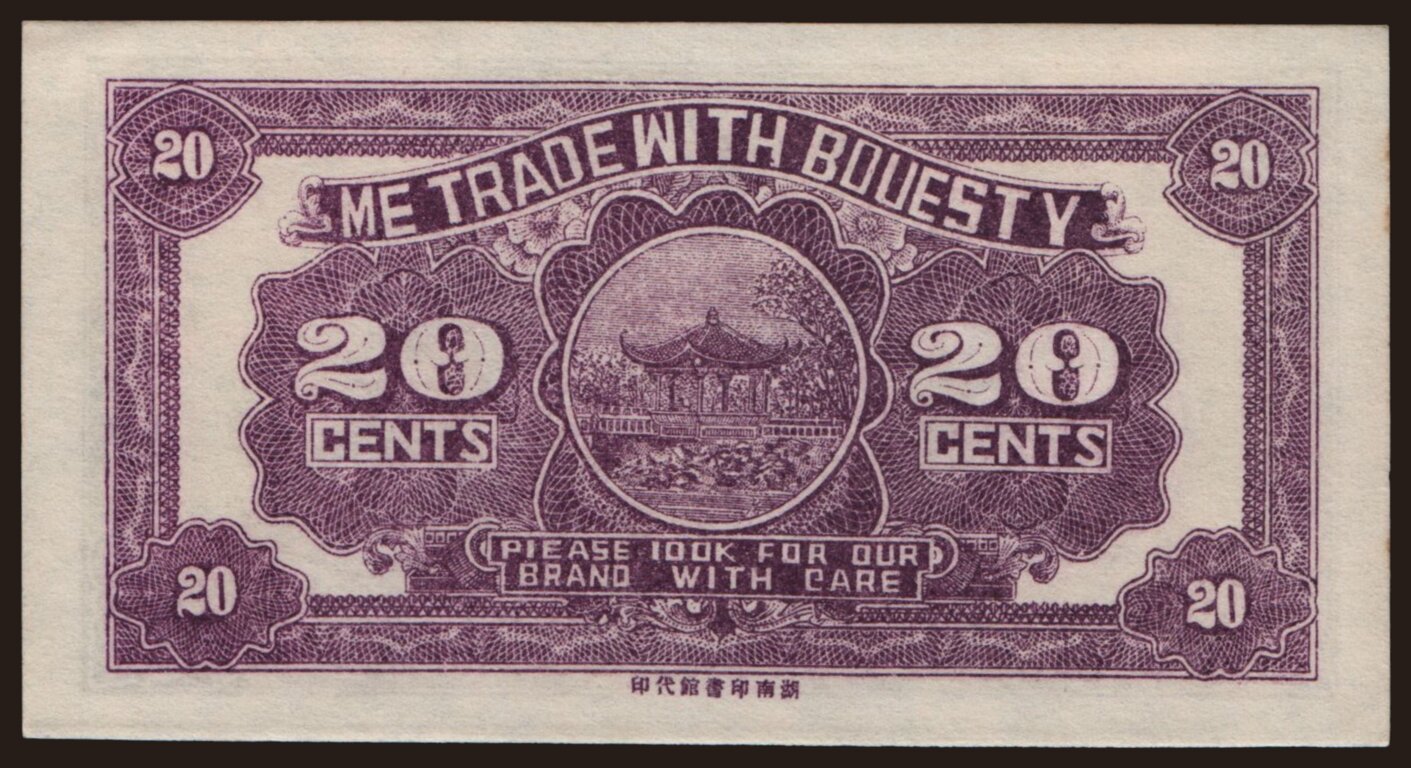 20
20
ME TRADE WITH BOUESTY
20
CENTS
20
CENTS
PIEASE IOOK FOR OUR
BRAND WITH CARE
20
20
印代館書印南湖